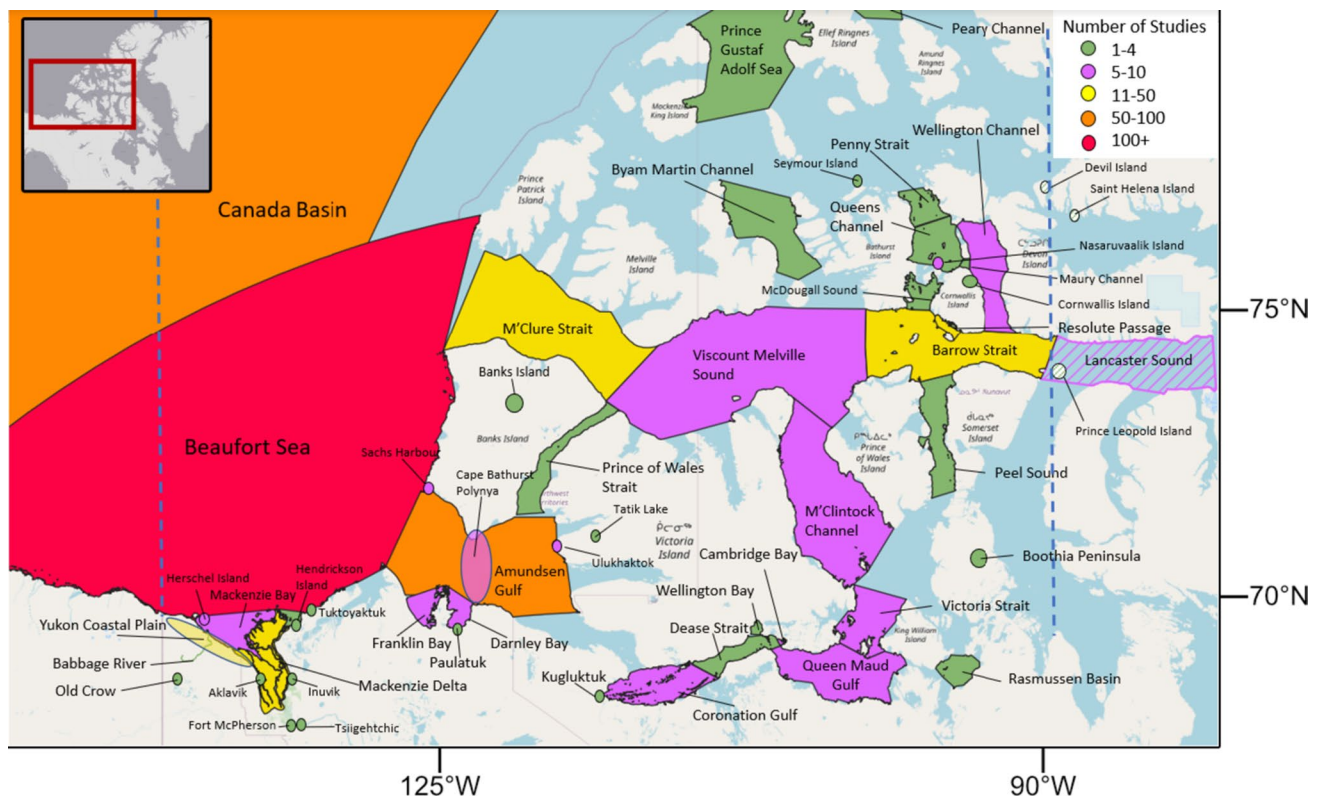 Prince
Gustaf
Adolf Sea
Ellef Ringnes
Island
Peary Channel
Amund
Ringnes
Island
Number of Studies
1-4
5-10
11-50
50-100
100+
Mackenzie
King Island
Wellington Channel
Penny Strait
Seymour Island
Byam Martin Channel
Devil Island
Saint Helena Island
Prince
Patrick
Island
Canada Basin
Queens
Channel
Bathurst
Island
Devon
Island
Nasaruvaalik Island
Melville
Island
Maury Channel
McDougall Sound
Cornwallis
Island
Cornwallis Island
75°N
M'Clure Strait
Resolute Passage
Viscount Melville
Sound
Barrow Strait
Lancaster Sound
Banks Island
Nunavut
Somerset
Island
Prince Leopold Island
Banks Island
Prince
of Wales
Island
Beaufort Sea
Sachs Harbour
Cape Bathurst
Polynya
Prince of Wales
Strait
Peel Sound
Tatik Lake
M'Clintock
Channel
Victoria
Island
Cambridge Bay
Boothia Peninsula
Ulukhaktok
Amundsen
Gulf
Hendrickson
Island
Herschel Island
Mackenzie Bay
Wellington Bay
70°N
Tuktoyaktuk
Victoria Strait
Yukon Coastal Plain
Dease Strait
King William
Island
Franklin Bay
Darnley Bay
Paulatuk
Babbage River
Queen Maud
Gulf
Kugluktuk
Rasmussen Basin
Old Crow
Aklavik
Inuvik
Mackenzie Delta
Coronation Gulf
Fort McPherson
Tsiigehtchic
125°W
90°W